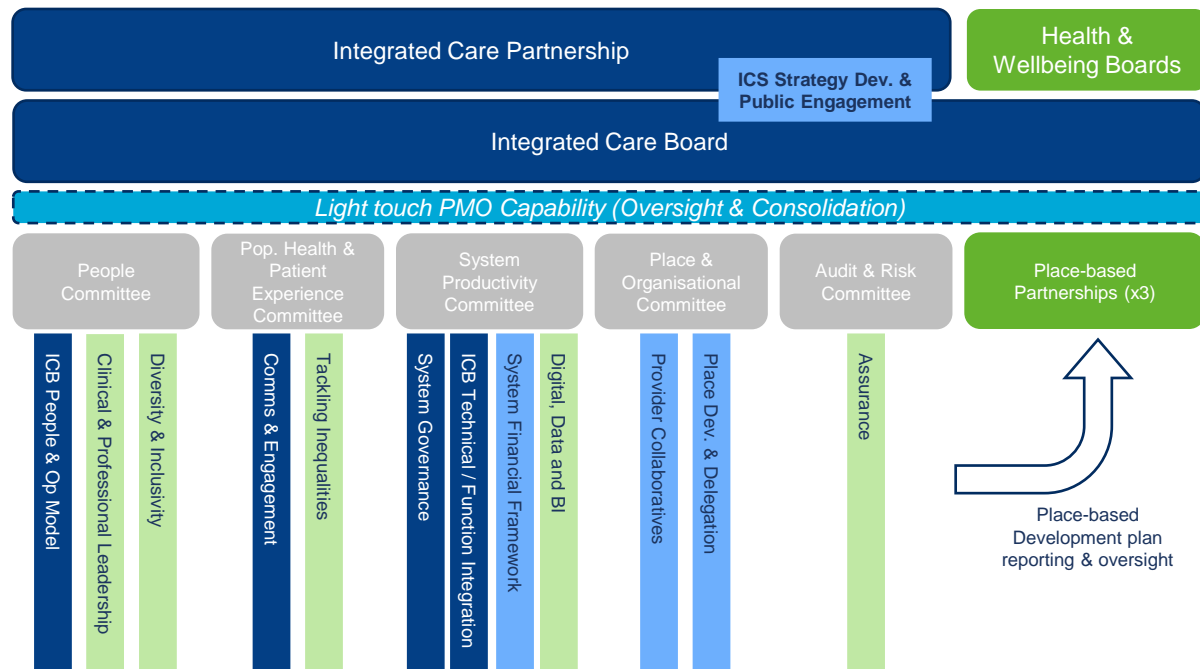 Integrated Care Partnership
Health &
Wellbeing Boards
ICS Strategy Dev. &
Public Engagement
Integrated Care Board
Light touch PMO Capability (Oversight & Consolidation)
People
Committee
Pop. Health &
Patient
Experience
Committee
System
Productivity
Committee
Place &
Organisational
Committee
Audit & Risk
Committee
Place-based
Partnerships (x3)
ICB People & Op Model
Clinical & Professional Leadership
Diversity & Inclusivity
Comms & Engagement
Tackling Inequalities
System Governance
ICB Technical / Function Integration
System Financial Framework
Digital, Data and BI
Provider Collaboratives
Place Dev. & Delegation
Assurance
Place-based
Development plan
reporting & oversight